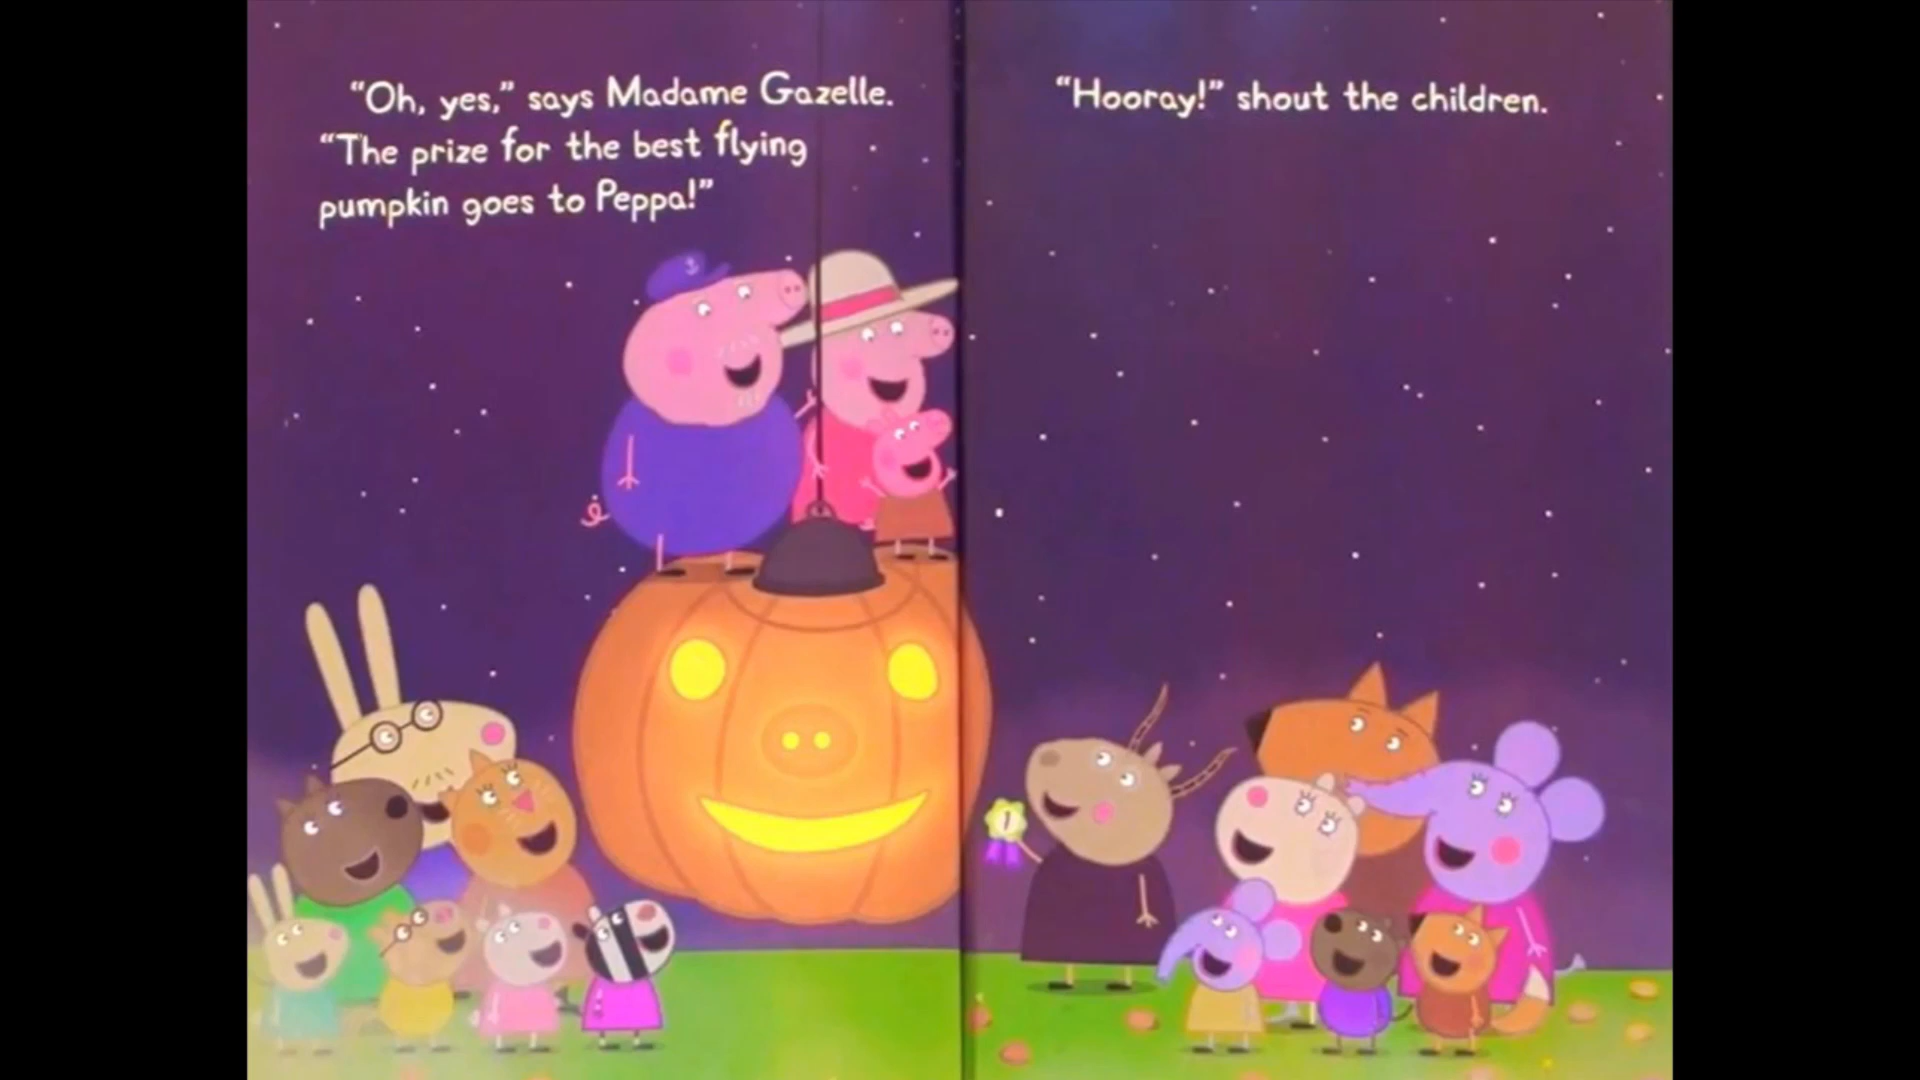 “Oh, yes,” says Madame Gazelle.
“The prize for the best flying
pumpkin goes to Peppa!”
“Hooray!” shout the children.
1